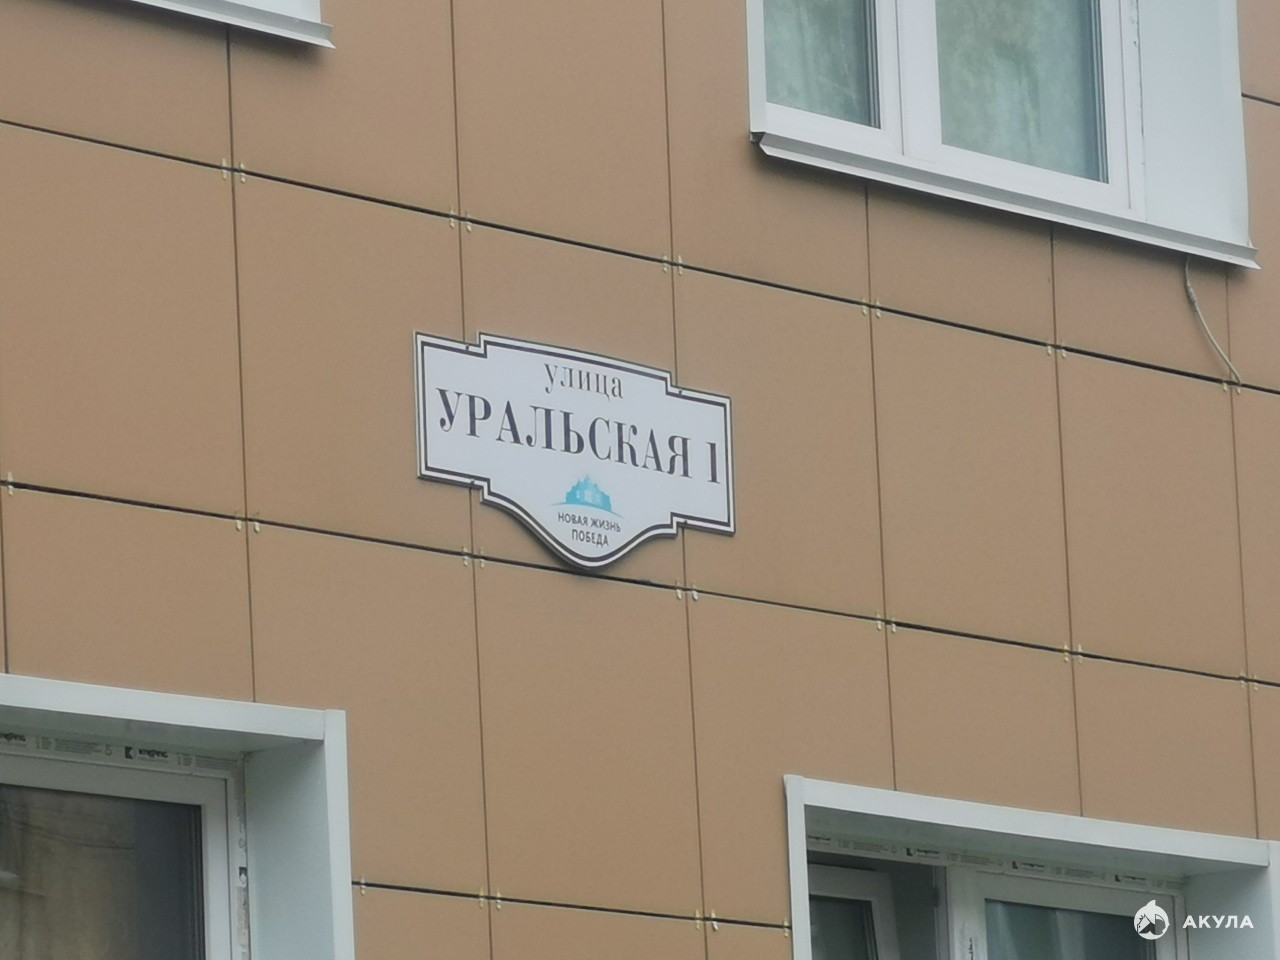 улица
УРАЛЬСКАЯ 1
НОВАЯ ЖИЗНЬ
ПОБЕДА
АКУЛА